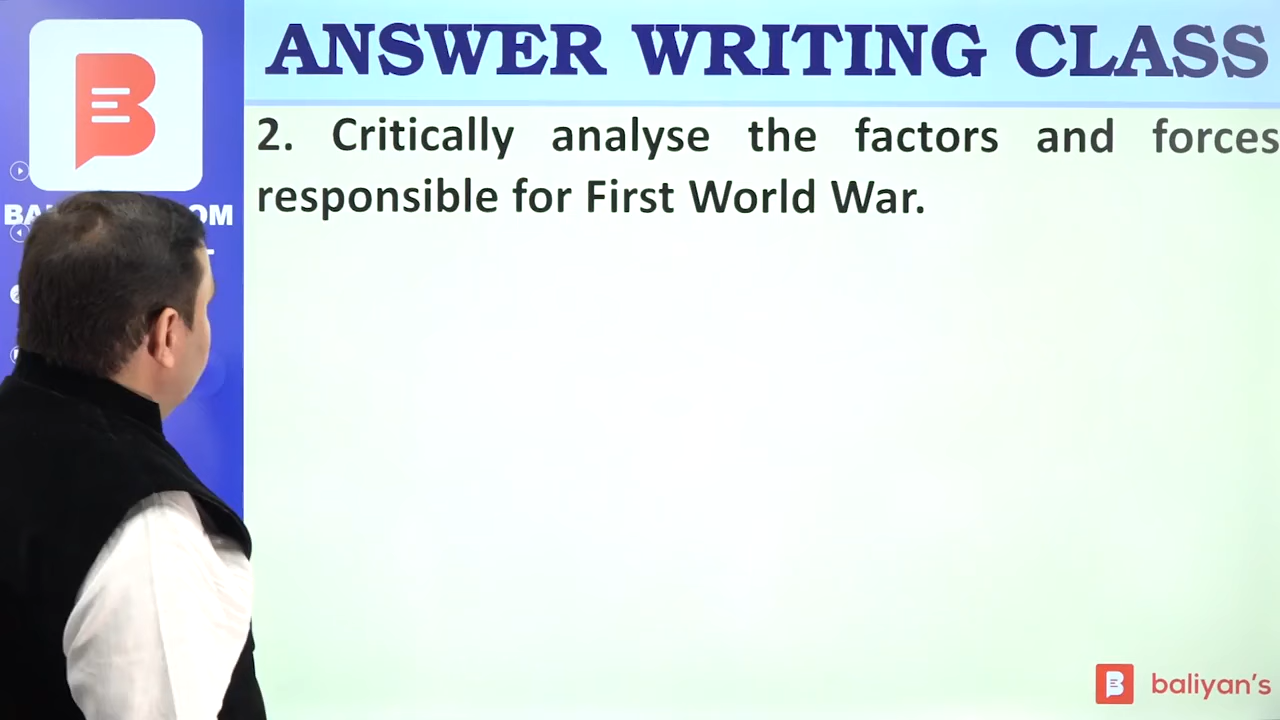 ANSWER WRITING CLASS
2. Critically analyse the factors and forces
responsible for First World War.
baliyan's